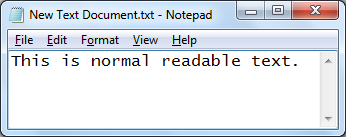 New Text Document.txt - Notepad
File Edit Format View Help
This is normal readable text.